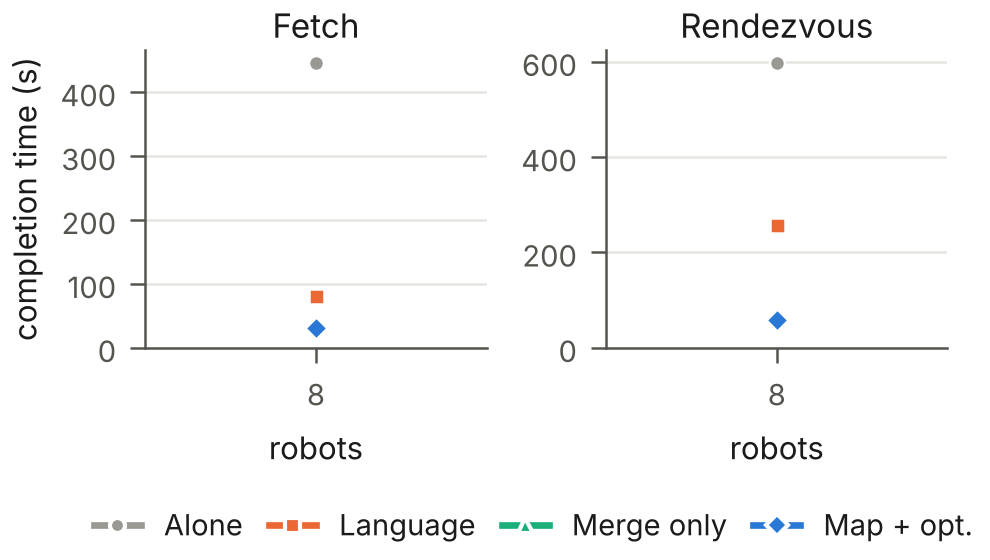 Fetch
Rendezvous
completion time (s)
400
300
200
100
0
8
robots
600
400
200
0
8
robots
Alone
Language
Merge only
Map + opt.